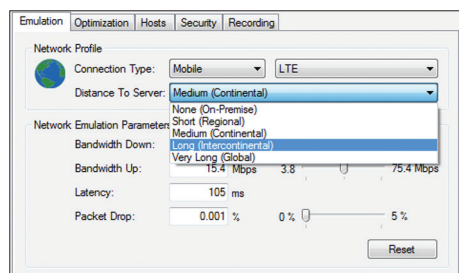 Emulation Optimization Hosts Security Recording
Network Profile
Connection Type: Mobile LTE
Distance To Server: Medium (Continental)
None (On-Premise)
Short (Regional)
Medium (Continental)
Long (Intercontinental)
Very Long (Global)
Network Emulation Parameters
Bandwidth Down:
Bandwidth Up: 15.4 Mbps 3.8 75.4 Mbps
Latency: 105 ms
Packet Drop: 0.001 % 0 % 5 %
Reset